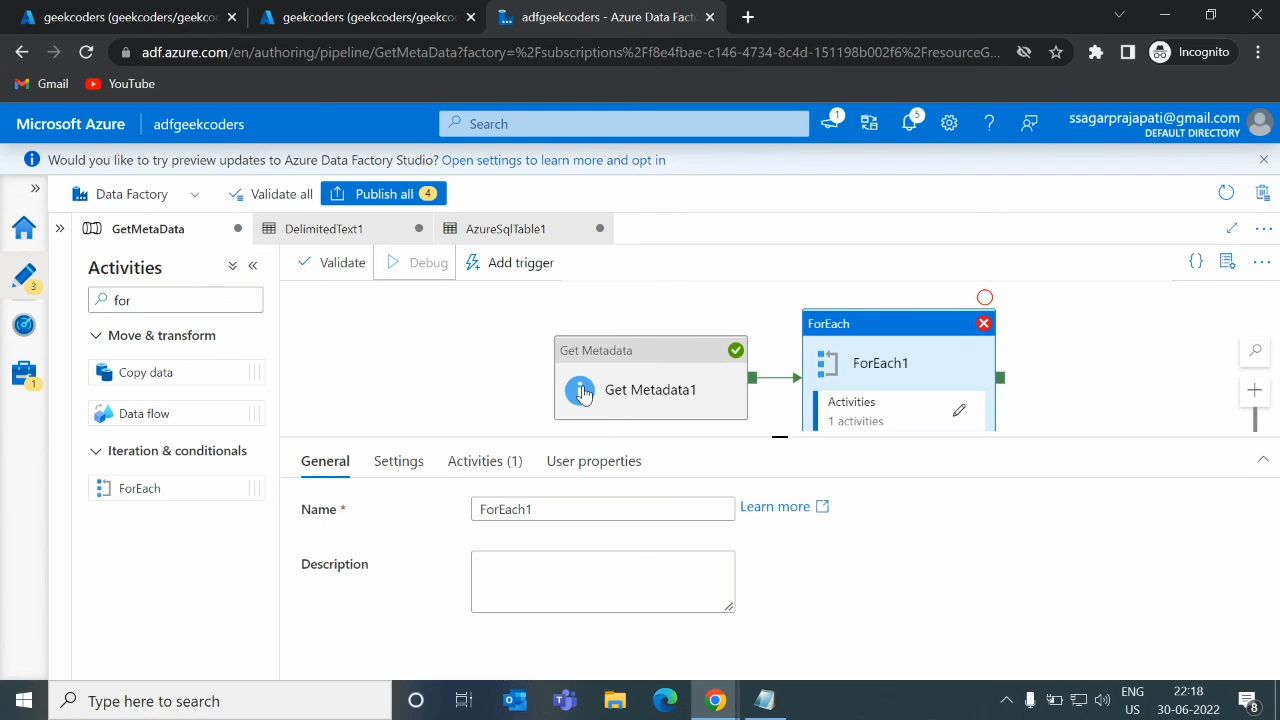 geekcoders (geekcoders/geekco
geekcoders (geekcoders/geekco
adfgeekcoders - Azure Data Fact
adf.azure.com/en/authoring/pipeline/GetMetaData?factory=%2Fsubscriptions%2Ff8e4fbae-c146-4734-8c4d-151198b002f6%2FresourceG...
Incognito
Gmail
YouTube
Microsoft Azure
adfgeekcoders
Search
1
5
ssagarprajapati@gmail.com
DEFAULT DIRECTORY
Would you like to try preview updates to Azure Data Factory Studio? Open settings to learn more and opt in
Data Factory
Validate all
Publish all 4
GetMetaData
DelimitedText1
AzureSqlTable1
3
1
Activities
for
Move & transform
Copy data
Data flow
Iteration & conditionals
ForEach
Validate
Debug
Add trigger
Get Metadata
Get Metadata1
ForEach
ForEach1
Activities
1 activities
General
Settings
Activities (1)
User properties
Name *
ForEach1
Learn more
Description
Type here to search
ENG
US
22:18
30-06-2022
8